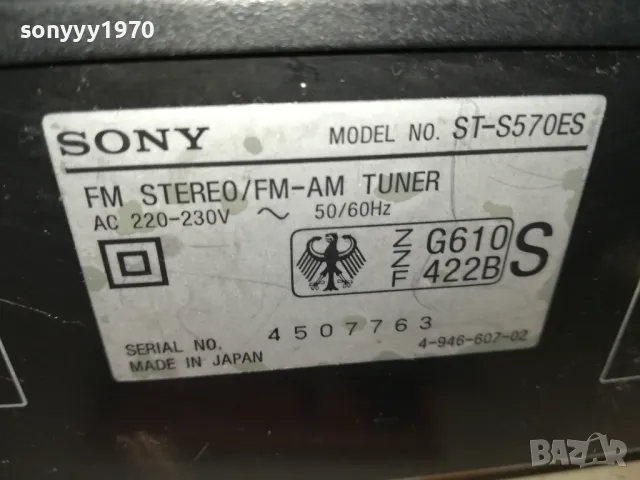 sonyyy1970
SONY MODEL NO. ST-S570ES
FM STEREO/FM-AM TUNER
AC 220-230V ~ 50/60Hz
ZZF G610 S
422B
SERIAL NO. 4507763
MADE IN JAPAN 4-946-607-02
BAZAR